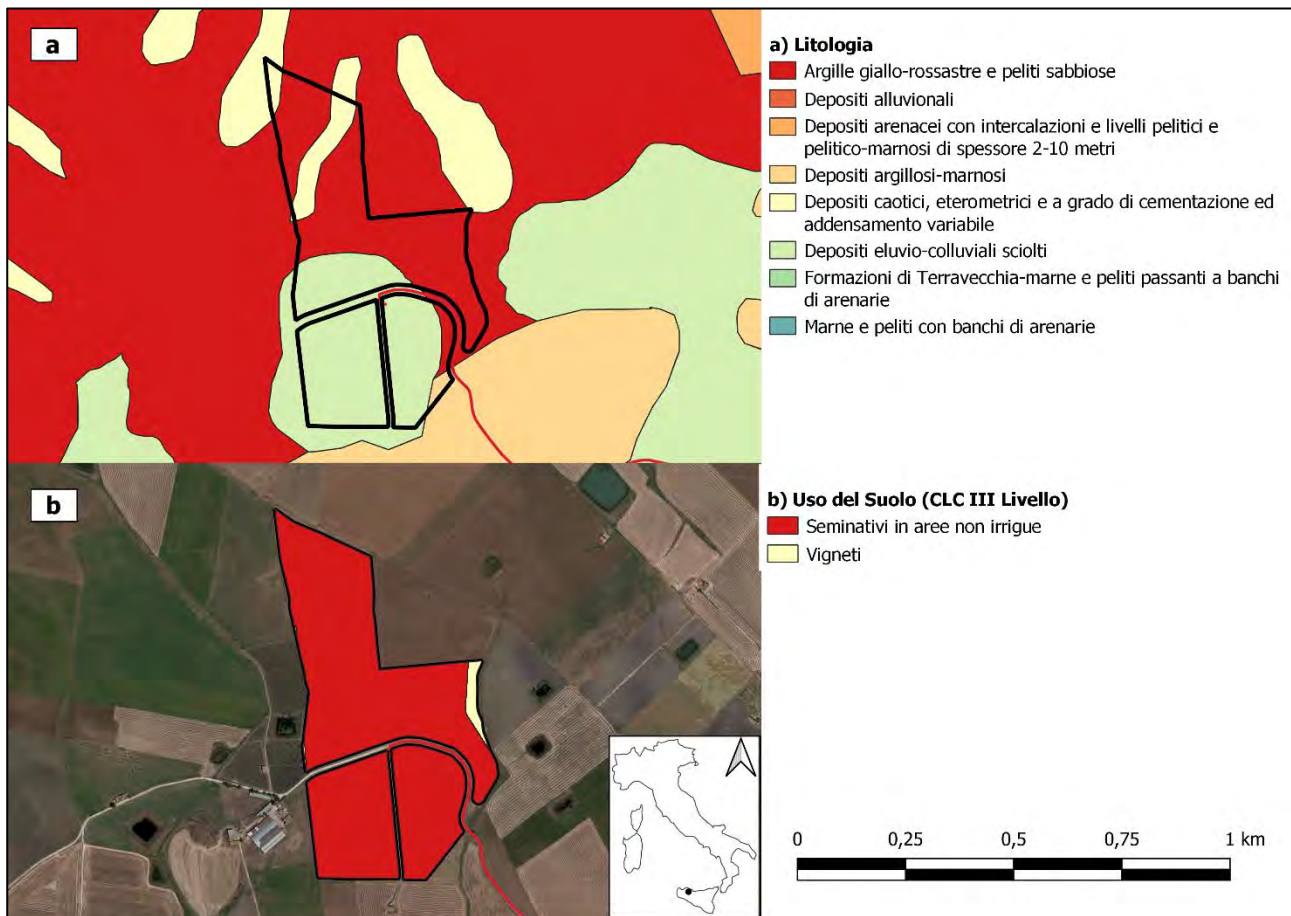 a
a) Litologia
Argille giallo-rossastre e peliti sabbiose
Depositi alluvionali
Depositi arenacei con intercalazioni e livelli pelitici e
pelitico-marnosi di spessore 2-10 metri
Depositi argillosi-marnosi
Depositi caotici, eterometrici e a grado di cementazione ed
addensamento variabile
Depositi eluvio-colluviali sciolti
Formazioni di Terravecchia-marne e peliti passanti a banchi
di arenarie
Marne e peliti con banchi di arenarie
b
b) Uso del Suolo (CLC III Livello)
Seminativi in aree non irrigue
Vigneti
0 0,25 0,5 0,75 1 km